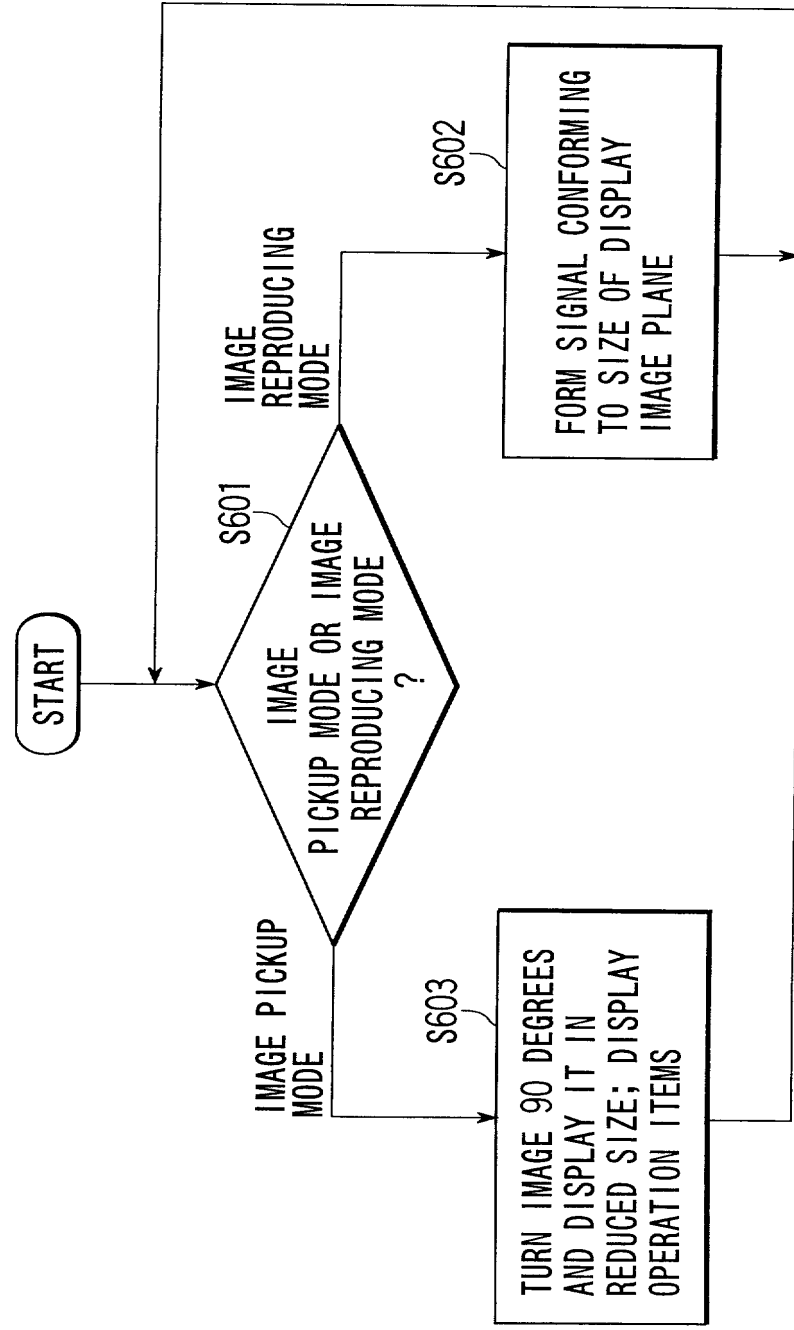 START
S601
IMAGE
PICKUP MODE OR IMAGE
REPRODUCING MODE
?
IMAGE PICKUP
MODE
IMAGE
REPRODUCING
MODE
S603
TURN IMAGE 90 DEGREES
AND DISPLAY IT IN
REDUCED SIZE; DISPLAY
OPERATION ITEMS
S602
FORM SIGNAL CONFORMING
TO SIZE OF DISPLAY
IMAGE PLANE